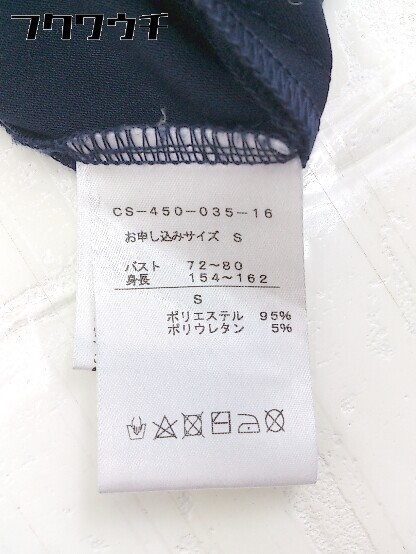 フクウクチ
CS-450-035-16
お申し込みサイズ S
バスト 72~80
身長 154~162
S
ポリエステル 95%
ポリウレタン 5%